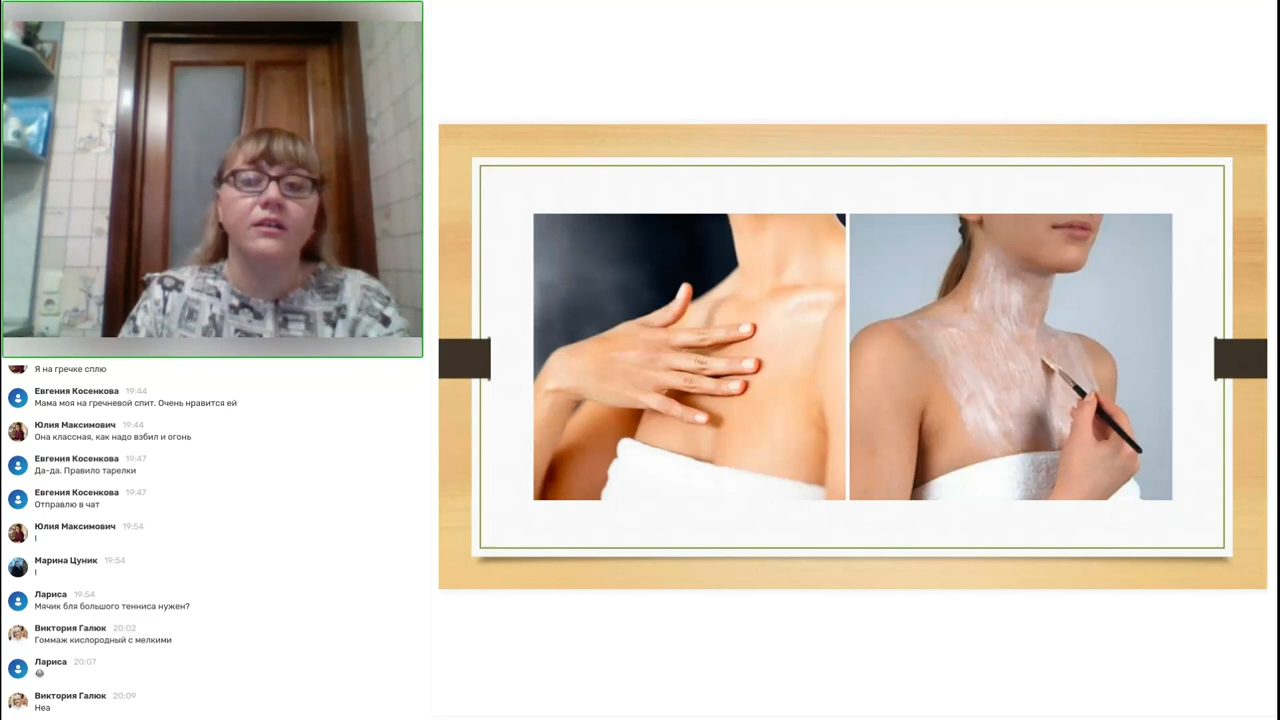 Я на гречке сплю
Евгения Косенкова 19:44
Мама моя на гречневой спит. Очень нравится ей
Юлия Максимович 19:44
Она классная, как надо взбил и огонь
Евгения Косенкова 19:47
Да-да. Правило тарелки
Евгения Косенкова 19:47
Отправлю в чат
Юлия Максимович 19:54
I
Марина Цуник 19:54
I
Лариса 19:54
Мячик бля большого тенниса нужен?
Виктория Галюк 20:02
Гоммаж кислородный с мелкими
Лариса 20:07
😂
Виктория Галюк 20:09
Неа